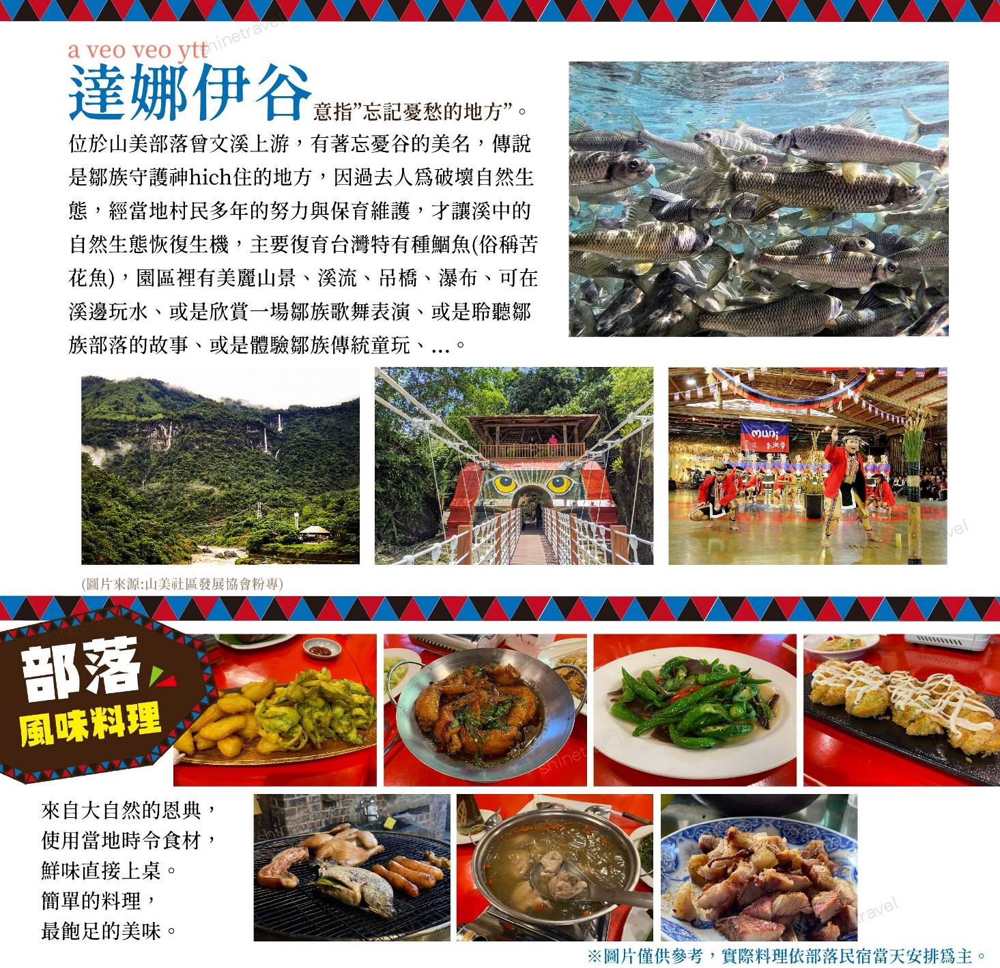 a veo veo ytt
達娜伊谷意指”忘記憂愁的地方”。
位於山美部落曾文溪上游，有著忘憂谷的美名，傳說
是鄒族守護神hich住的地方，因過去人爲破壞自然生
態，經當地村民多年的努力與保育維護，才讓溪中的
自然生態恢復生機，主要復育台灣特有種鯝魚(俗稱苦
花魚)，園區裡有美麗山景、溪流、吊橋、瀑布、可在
溪邊玩水、或是欣賞一場鄒族歌舞表演、或是聆聽鄒
族部落的故事、或是體驗鄒族傳統童玩、...。
muni
(圖片來源:山美社區發展協會粉專)
部落
風味料理
來自大自然的恩典，
使用當地時令食材，
鮮味直接上桌。
簡單的料理，
最飽足的美味。
※圖片僅供參考，實際料理依部落民宿當天安排爲主。
shinetravel